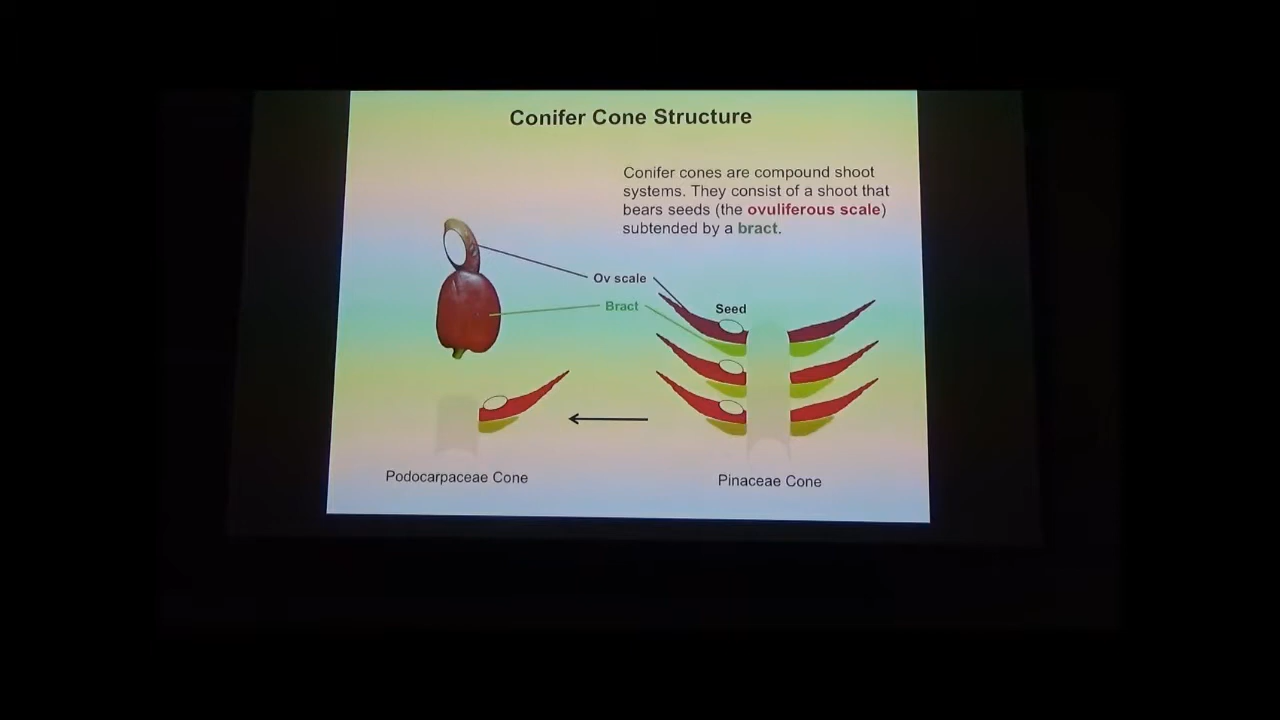 Conifer Cone Structure
Conifer cones are compound shoot
systems. They consist of a shoot that
bears seeds (the ovuliferous scale)
subtended by a bract.
Ov scale
Bract
Seed
Podocarpaceae Cone
Pinaceae Cone